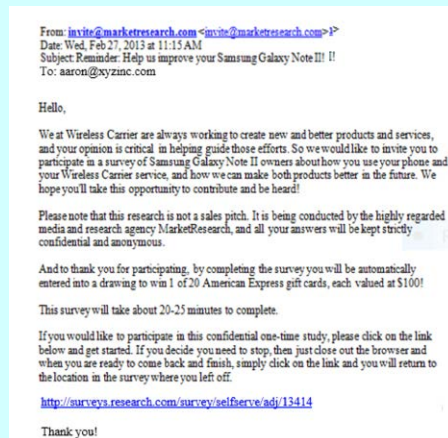 From: invite@marketresearch.com <invite@marketresearch.com>]>
Date: Wed, Feb 27, 2013 at 11:15 AM
Subject: Reminder: Help us improve your Samsung Galaxy Note II! I!
To: aaron@xyzinc.com
Hello,
We at Wireless Carrier are always working to create new and better products and services,
and your opinion is critical in helping guide those efforts. So we would like to invite you to
participate in a survey of Samsung Galaxy Note II owners about how you use your phone and
your Wireless Carrier service, and how we can make both products better in the future. We
hope you'll take this opportunity to contribute and be heard!
Please note that this research is not a sales pitch. It is being conducted by the highly regarded
media and research agency MarketResearch, and all your answers will be kept strictly
confidential and anonymous.
And to thank you for participating, by completing the survey you will be automatically
entered into a drawing to win 1 of 20 American Express gift cards, each valued at $100!
This survey will take about 20-25 minutes to complete.
If you would like to participate in this confidential one-time study, please click on the link
below and get started. If you decide you need to stop, then just close out the browser and
when you are ready to come back and finish, simply click on the link and you will return to
the location in the survey where you left off.
http://surveys.research.com/survey/selfserve/adj/13414
Thank you!